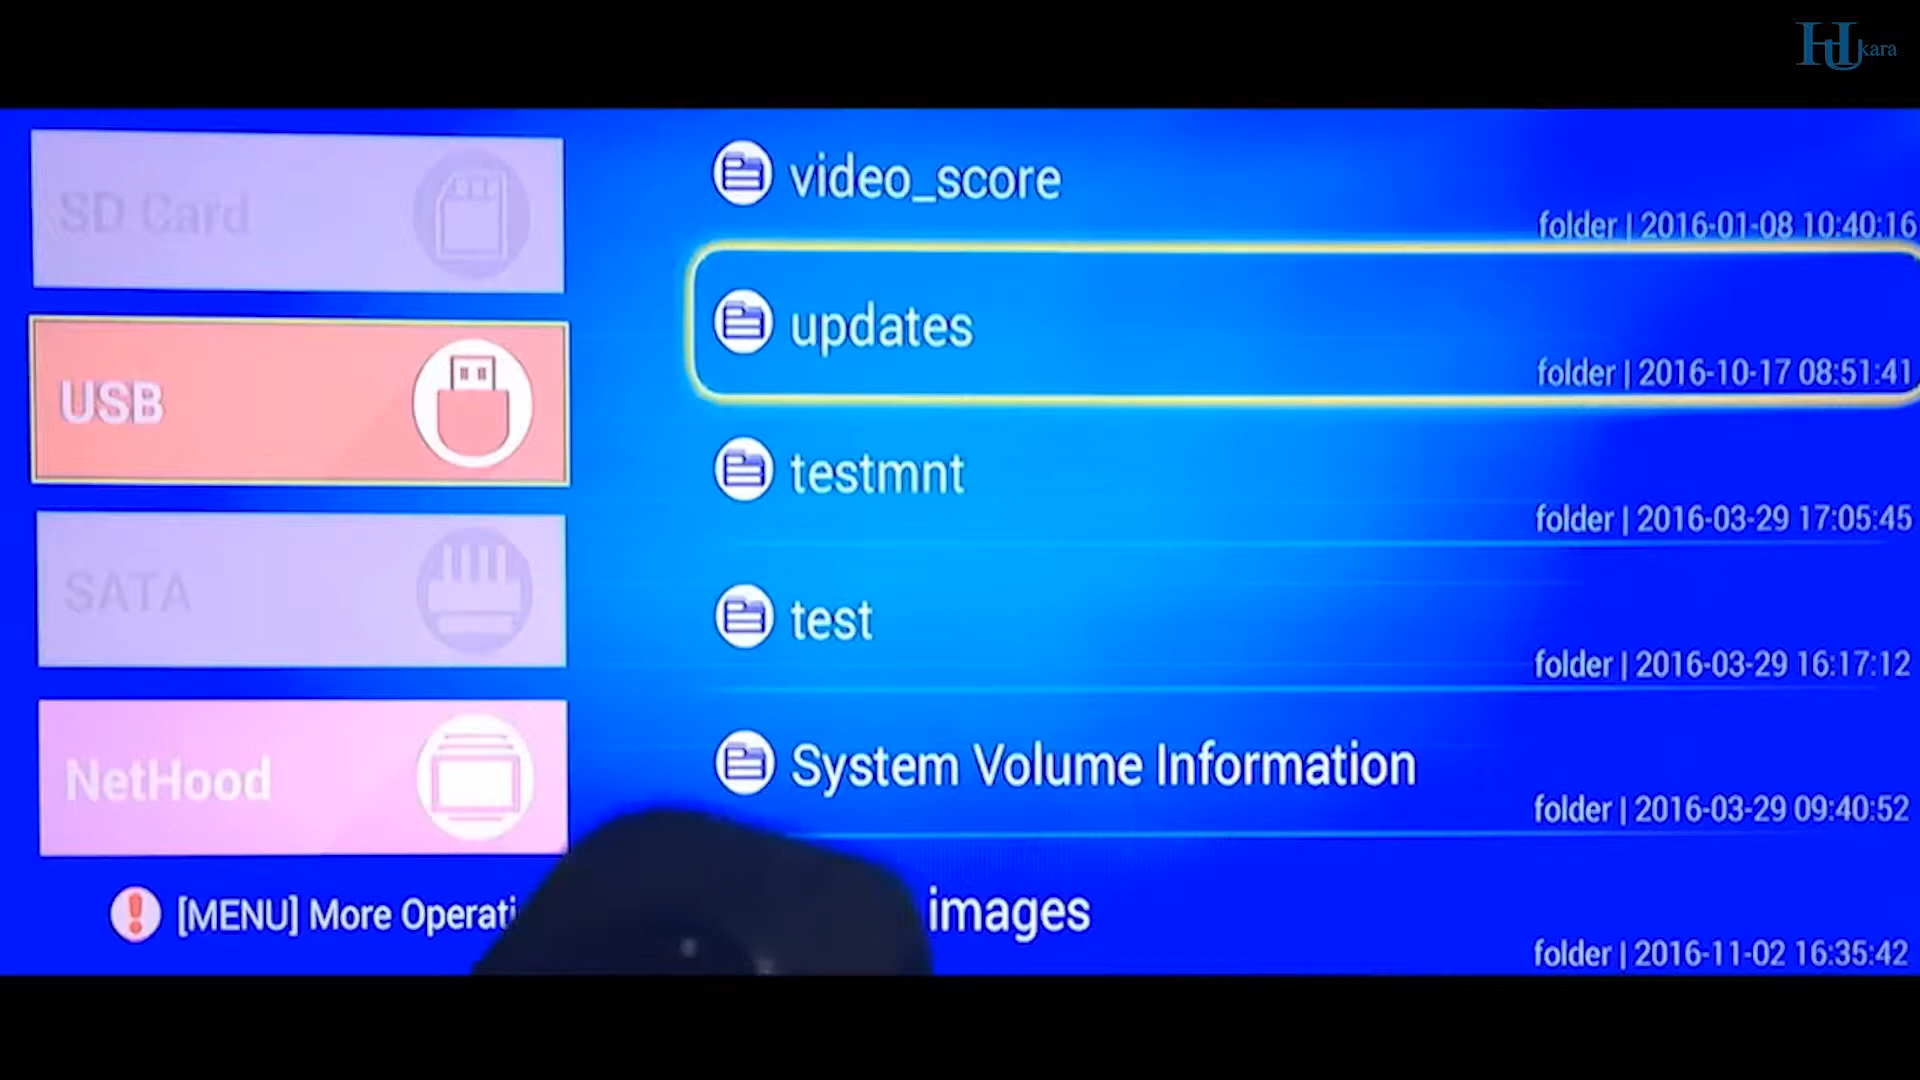 HU kara
SD Card
USB
SATA
NetHood
[MENU] More Operati
video_score
folder | 2016-01-08 10:40:16
updates
folder | 2016-10-17 08:51:41
testmnt
folder | 2016-03-29 17:05:45
test
folder | 2016-03-29 16:17:12
System Volume Information
folder | 2016-03-29 09:40:52
images
folder | 2016-11-02 16:35:42